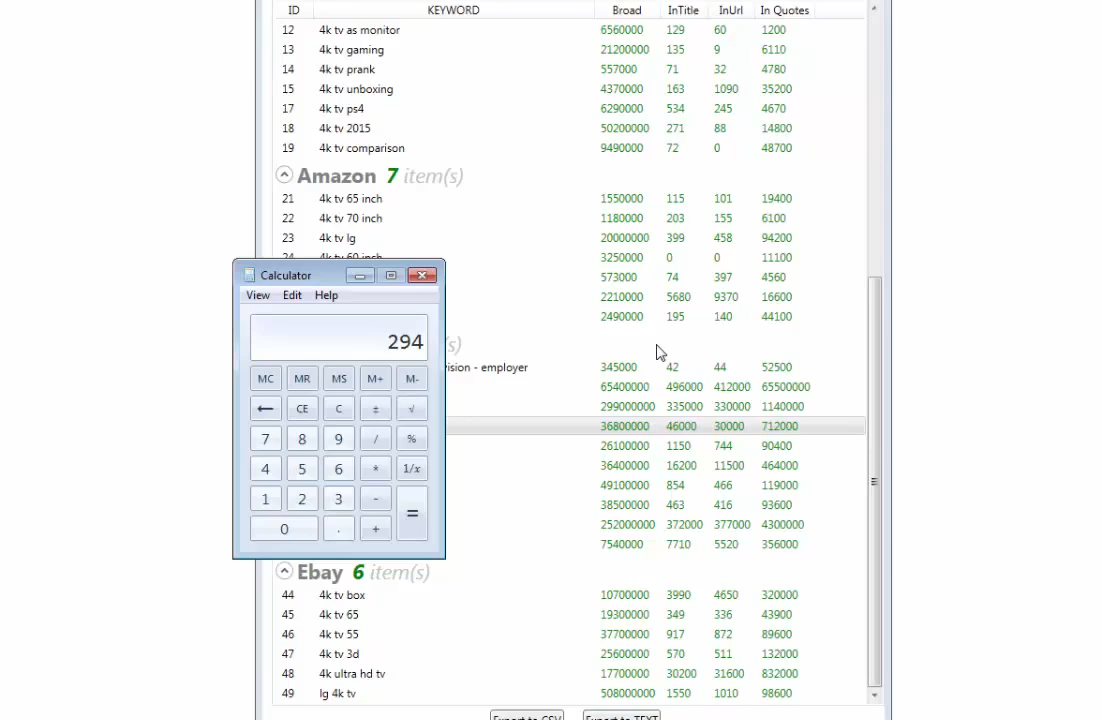 ID KEYWORD Broad InTitle InUrl In Quotes
12 4k tv as monitor 6560000 129 60 1200
13 4k tv gaming 21200000 135 9 6110
14 4k tv prank 557000 71 32 4780
15 4k tv unboxing 4370000 163 1090 35200
17 4k tv ps4 6290000 534 245 4670
18 4k tv 2015 50200000 271 88 14800
19 4k tv comparison 9490000 72 0 48700
Amazon 7 item(s)
21 4k tv 65 inch 1550000 115 101 19400
22 4k tv 70 inch 1180000 203 155 6100
23 4k tv lg 20000000 399 458 94200
24 4k tv 60 inch 3250000 0 0 11100
573000 74 397 4560
2210000 5680 9370 16600
2490000 195 140 44100
(s)
ision - employer 345000 42 44 52500
65400000 496000 412000 65500000
299000000 335000 330000 1140000
36800000 46000 30000 712000
26100000 1150 744 90400
36400000 16200 11500 464000
49100000 854 466 119000
38500000 463 416 93600
252000000 372000 377000 4300000
7540000 7710 5520 356000
Calculator
View Edit Help
294
MC MR MS M+ M-
← CE C ± √
7 8 9 / %
4 5 6 * 1/x
1 2 3 - =
0 . +
Ebay 6 item(s)
44 4k tv box 10700000 3990 4650 320000
45 4k tv 65 19300000 349 336 43900
46 4k tv 55 37700000 917 872 89600
47 4k tv 3d 25600000 570 511 132000
48 4k ultra hd tv 17700000 30200 31600 832000
49 lg 4k tv 508000000 1550 1010 98600
Export to CSV Export to TEXT